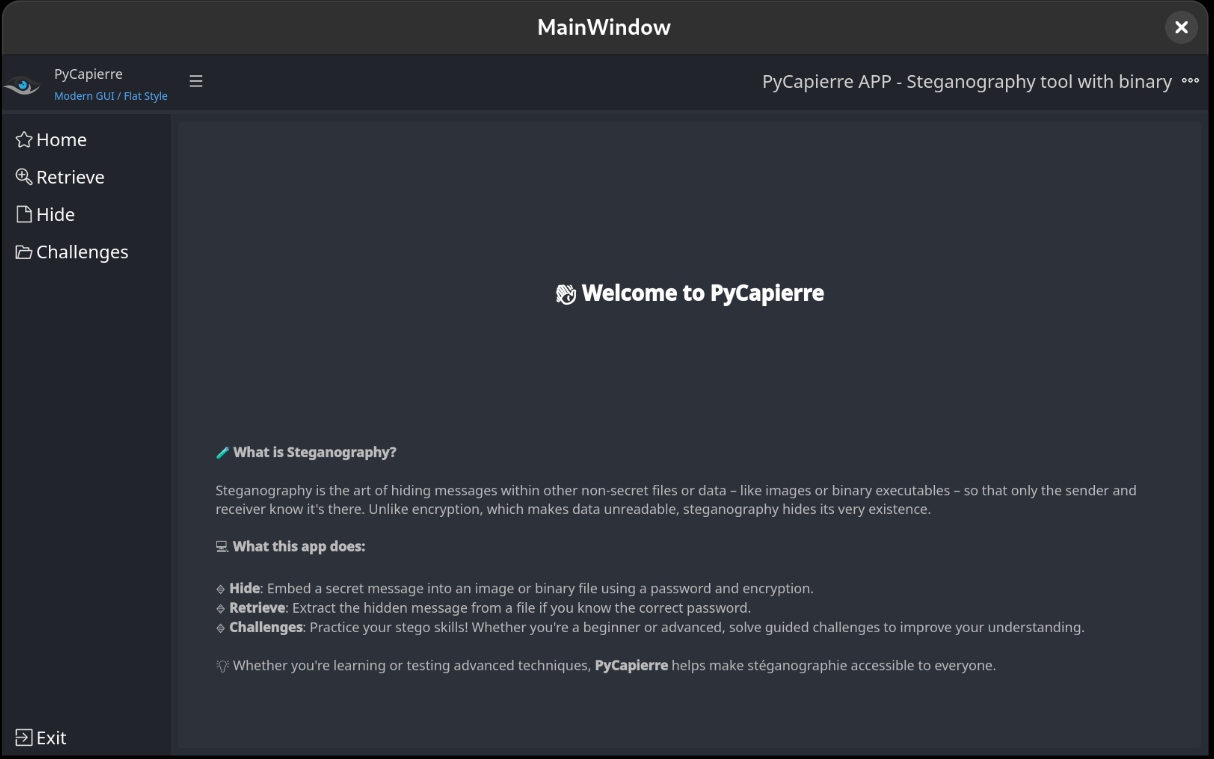 MainWindow
PyCapierre
Modern GUI / Flat Style
PyCapierre APP - Steganography tool with binary
Home
Retrieve
Hide
Challenges
👋 Welcome to PyCapierre
🧪 What is Steganography?
Steganography is the art of hiding messages within other non-secret files or data – like images or binary executables – so that only the sender and
receiver know it's there. Unlike encryption, which makes data unreadable, steganography hides its very existence.
💻 What this app does:
🔹 Hide: Embed a secret message into an image or binary file using a password and encryption.
🔹 Retrieve: Extract the hidden message from a file if you know the correct password.
🔹 Challenges: Practice your stego skills! Whether you're a beginner or advanced, solve guided challenges to improve your understanding.
💡 Whether you're learning or testing advanced techniques, PyCapierre helps make stéganographie accessible to everyone.
Exit